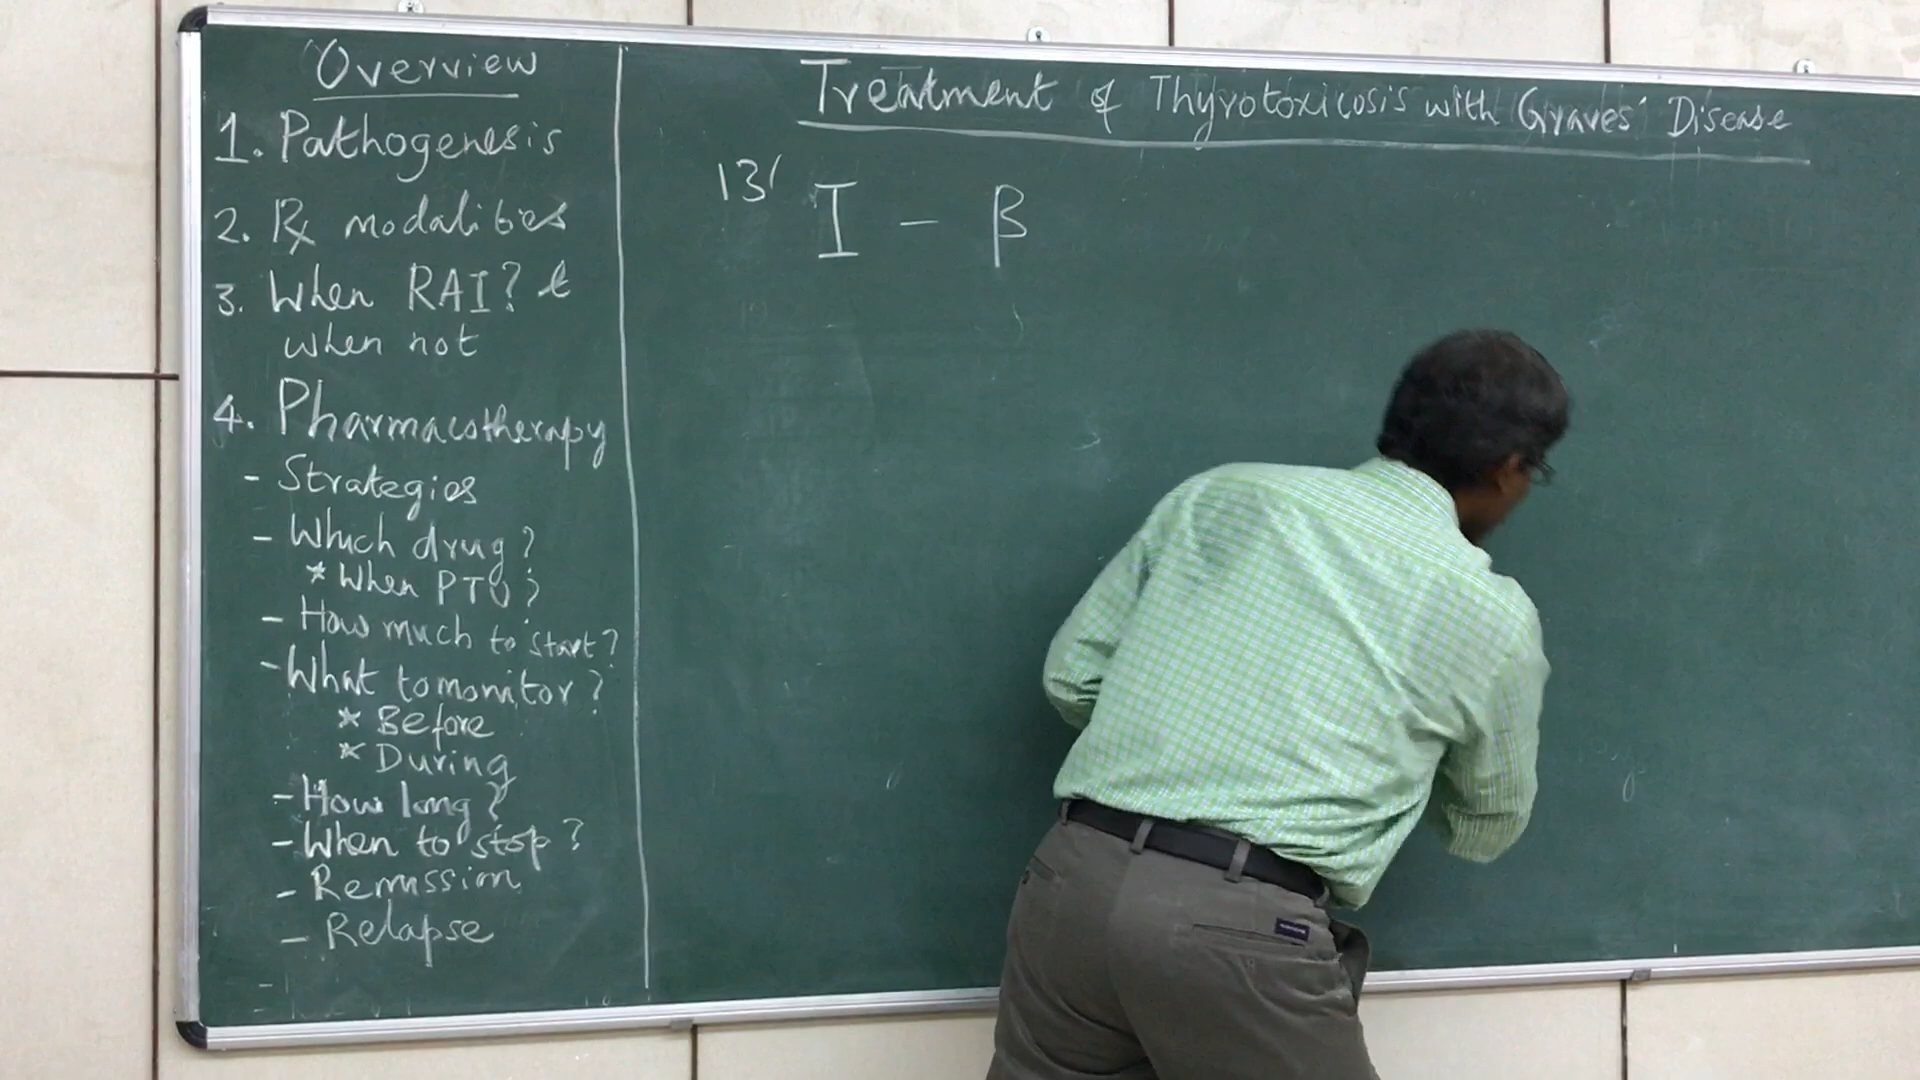 Overview
1. Pathogenesis
2. Rx modalities
3. When RAI? &
when not
4. Pharmacotherapy
- Strategies
- Which drug?
* When PTU?
- How much to start?
- What to monitor?
* Before
* During
- How long?
- When to stop?
- Remission
- Relapse
-
Treatment of Thyrotoxicosis with Graves' Disease
131 I - β